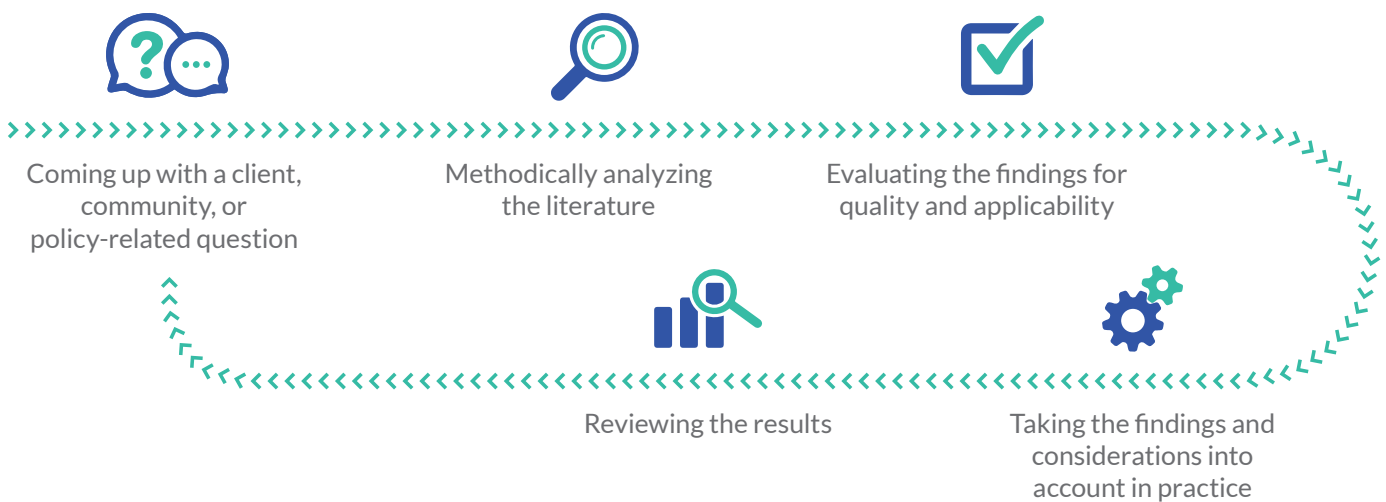 Coming up with a client,
community, or
policy-related question
Methodically analyzing
the literature
Evaluating the findings for
quality and applicability
Taking the findings and
considerations into
account in practice
Reviewing the results